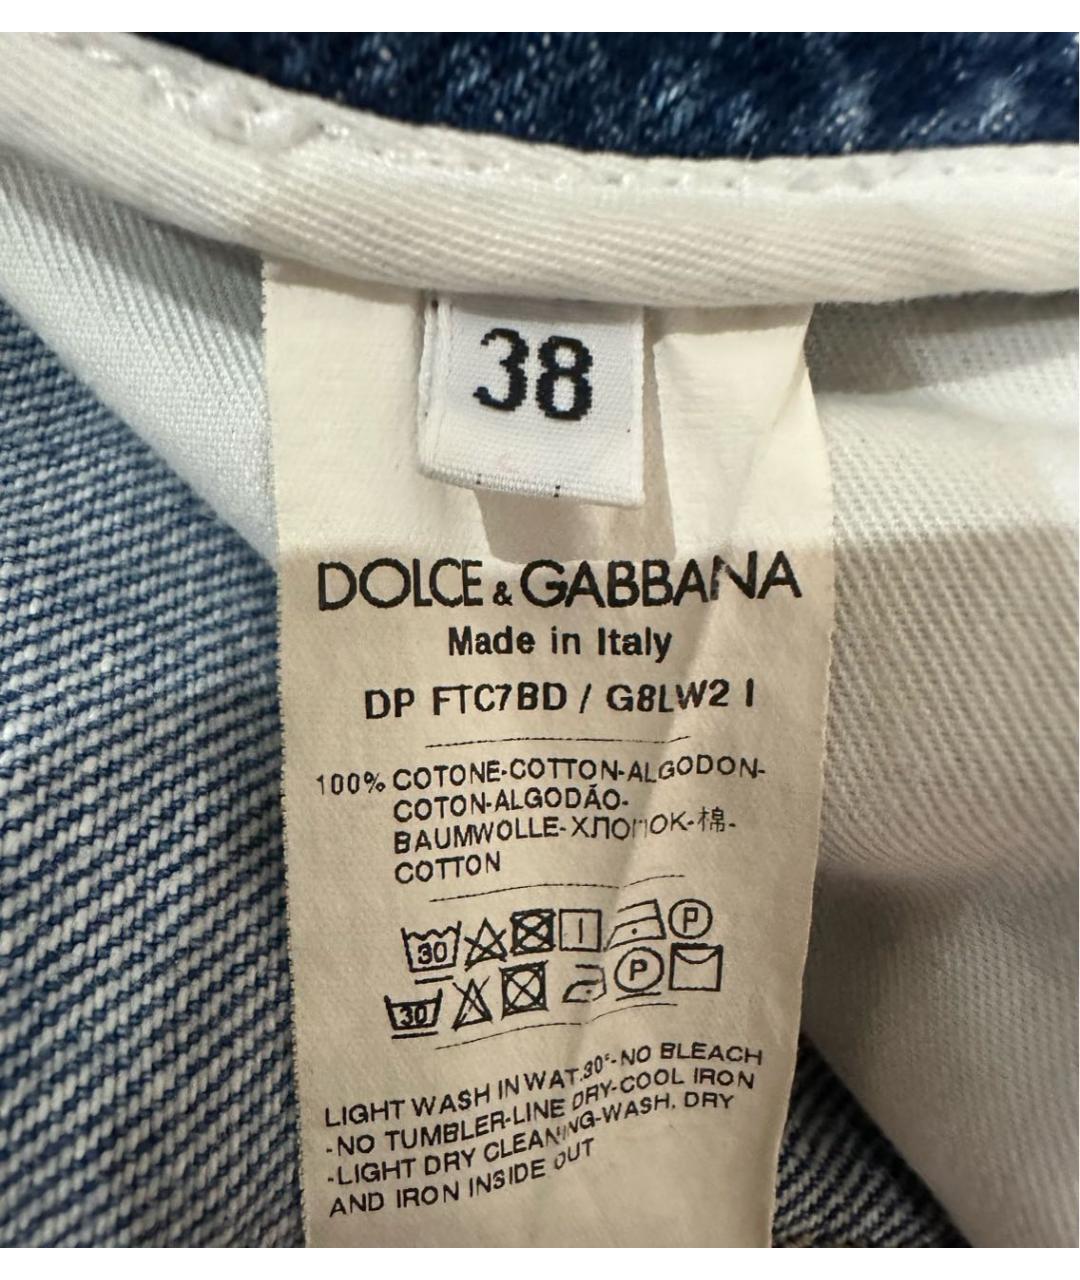 38
DOLCE & GABBANA
Made in Italy
DP FTC7BD / G8LW2 I
100% COTONE-COTTON-ALGODON-
COTON-ALGODÃO-
BAUMWOLLE-ХЛОПОК-棉-
COTTON
30 P
30 P
LIGHT WASH IN WAT.30°-NO BLEACH
-NO TUMBLER-LINE DRY-COOL IRON
-LIGHT DRY CLEANING-WASH, DRY
AND IRON INSIDE OUT